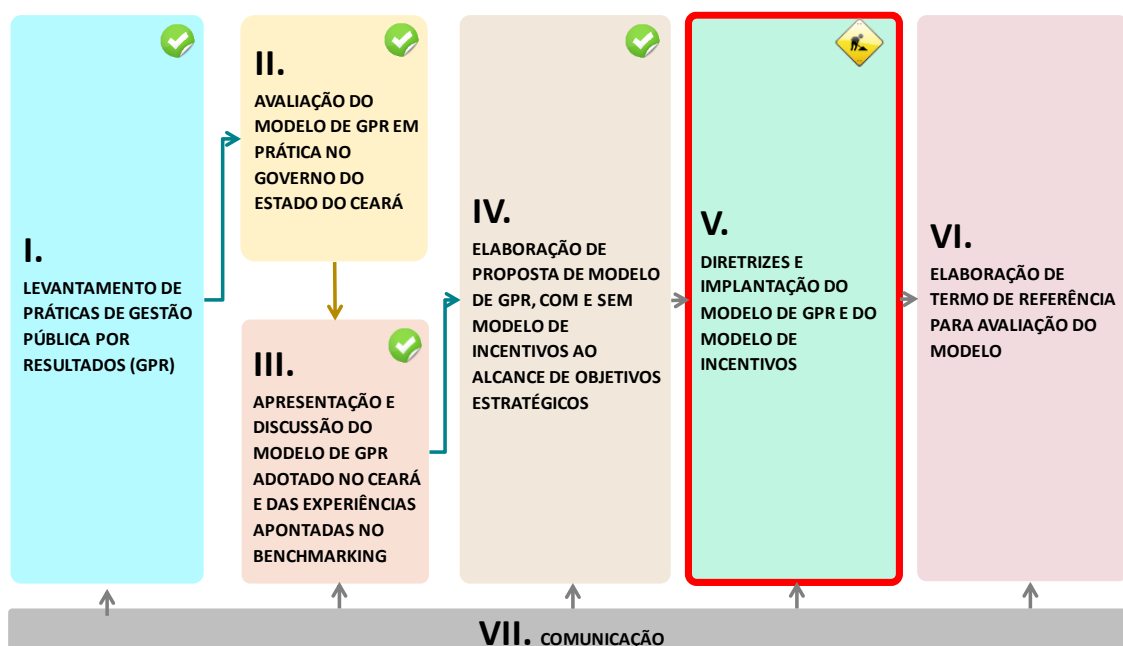 I.
LEVANTAMENTO DE
PRÁTICAS DE GESTÃO
PÚBLICA POR
RESULTADOS (GPR)
II.
AVALIAÇÃO DO
MODELO DE GPR EM
PRÁTICA NO
GOVERNO DO
ESTADO DO CEARÁ
III.
APRESENTAÇÃO E
DISCUSSÃO DO
MODELO DE GPR
ADOTADO NO CEARÁ
E DAS EXPERIÊNCIAS
APONTADAS NO
BENCHMARKING
IV.
ELABORAÇÃO DE
PROPOSTA DE MODELO
DE GPR, COM E SEM
MODELO DE
INCENTIVOS AO
ALCANCE DE OBJETIVOS
ESTRATÉGICOS
V.
DIRETRIZES E
IMPLANTAÇÃO DO
MODELO DE GPR E DO
MODELO DE
INCENTIVOS
VI.
ELABORAÇÃO DE
TERMO DE REFERÊNCIA
PARA AVALIAÇÃO DO
MODELO
VII. COMUNICAÇÃO